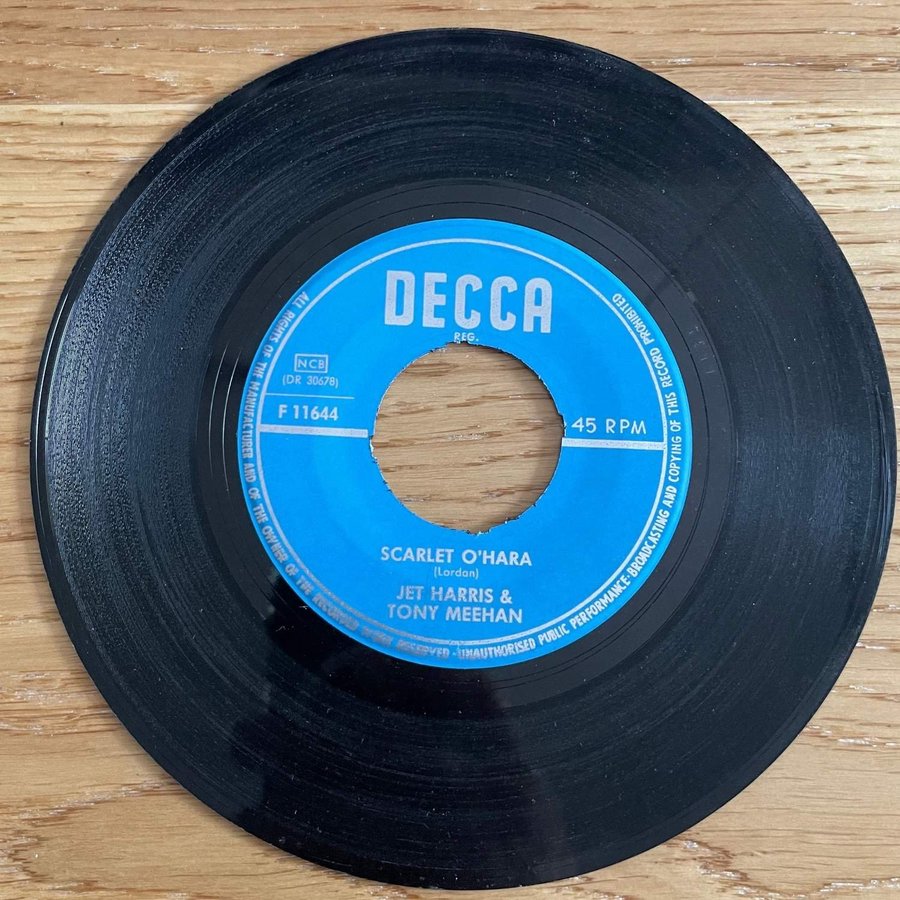 DECCA
REG.
NCB
(DR 30678)
F 11644
45 RPM
SCARLET O'HARA
(Lordan)
JET HARRIS &
TONY MEEHAN
ALL RIGHTS OF THE MANUFACTURER AND OF THE OWNER OF THE RECORDED WORK RESERVED · UNAUTHORISED PUBLIC PERFORMANCE · BROADCASTING AND COPYING OF THIS RECORD PROHIBITED